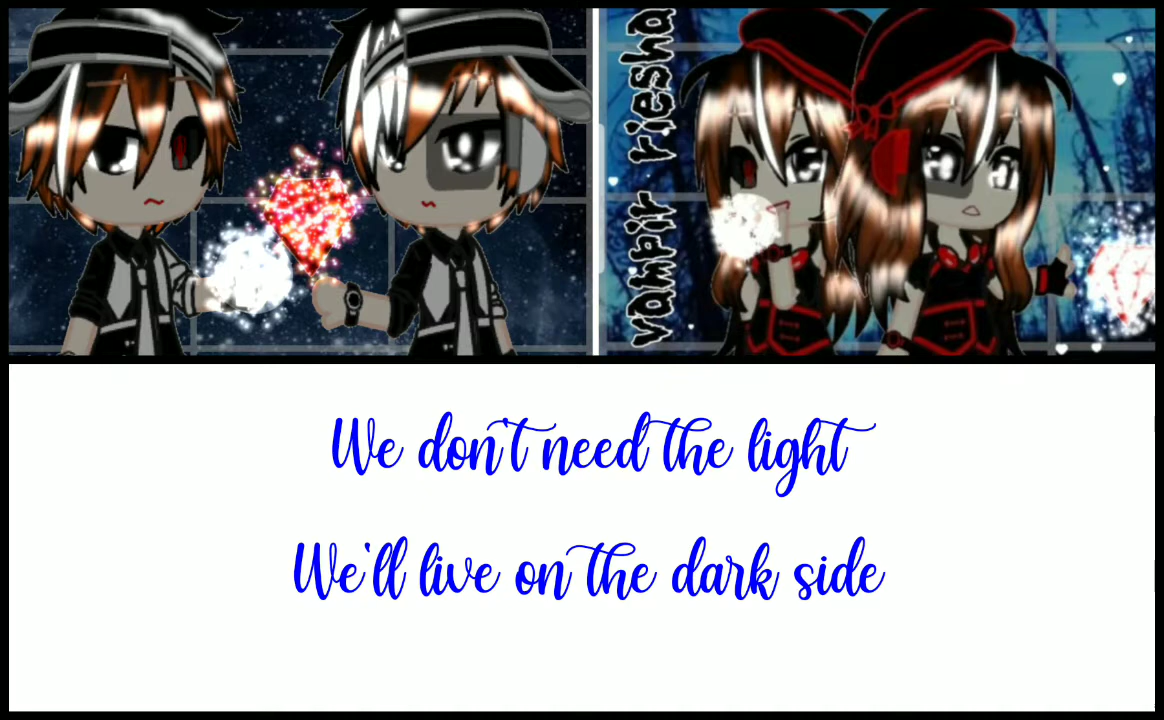 vampir riesha
We don't need the light
We'll live on the dark side